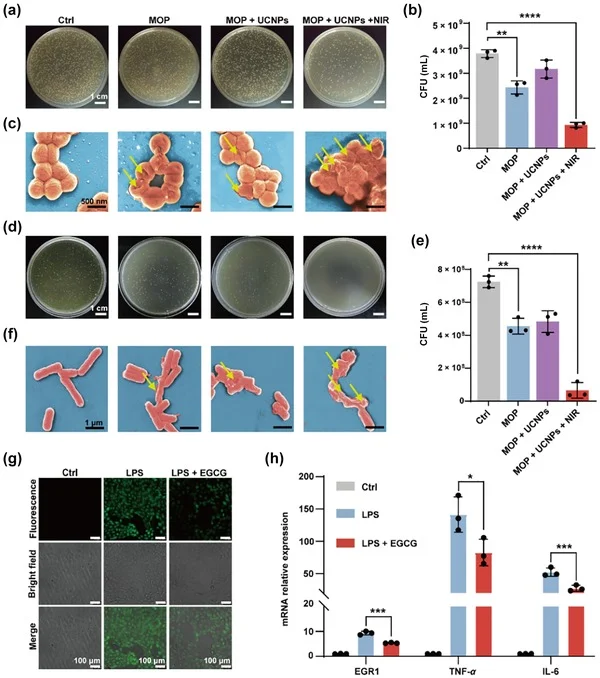 (a)
Ctrl MOP MOP + UCNPs MOP + UCNPs +NIR
1 cm
(b)
CFU (mL)
5 × 10⁹
4 × 10⁹
3 × 10⁹
2 × 10⁹
1 × 10⁹
0
****
**
Ctrl
MOP
MOP + UCNPs
MOP + UCNPs + NIR
(c)
500 nm
(d)
1 cm
(e)
CFU (mL)
8 × 10⁸
6 × 10⁸
4 × 10⁸
2 × 10⁸
0
****
**
Ctrl
MOP
MOP + UCNPs
MOP + UCNPs + NIR
(f)
1 µm
(g)
Ctrl LPS LPS + EGCG
Fluorescence
Bright field
Merge
100 µm 100 µm 100 µm
(h)
mRNA relative expression
200
150
100
50
20
10
0
Ctrl
LPS
LPS + EGCG
*** * ***
EGR1 TNF-α IL-6